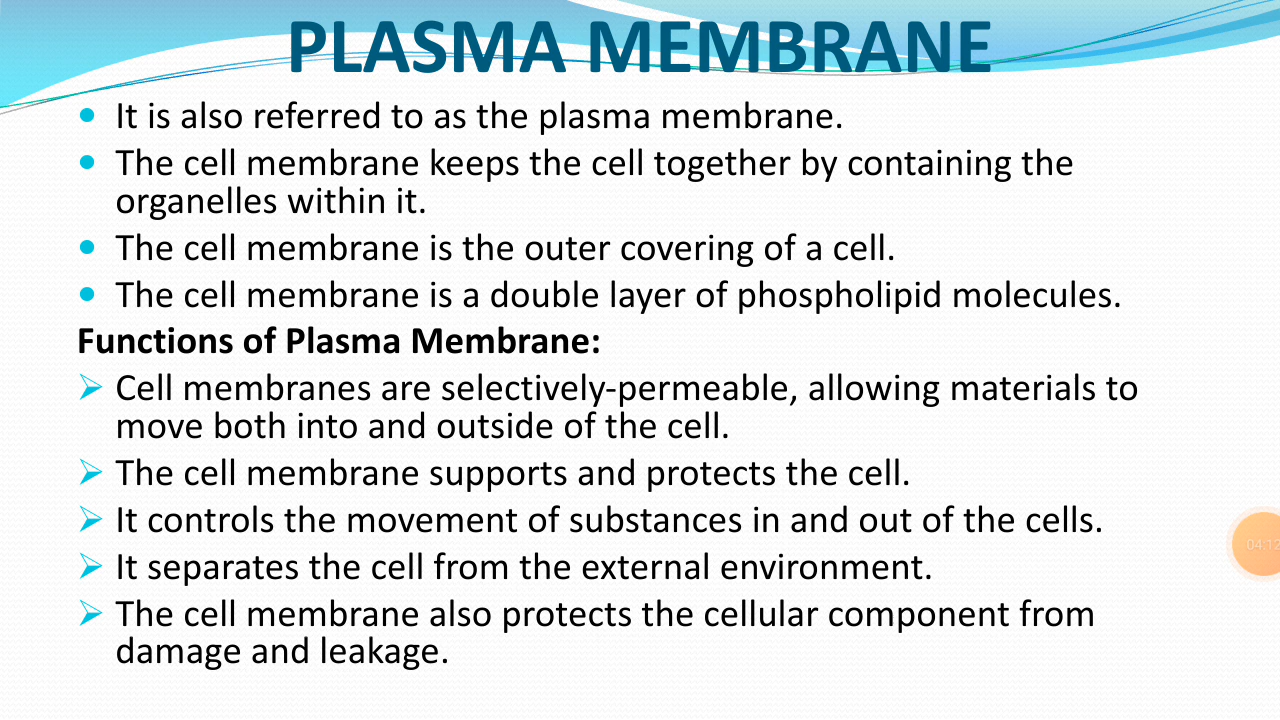 PLASMA MEMBRANE
It is also referred to as the plasma membrane.
The cell membrane keeps the cell together by containing the
organelles within it.
The cell membrane is the outer covering of a cell.
The cell membrane is a double layer of phospholipid molecules.
Functions of Plasma Membrane:
Cell membranes are selectively-permeable, allowing materials to
move both into and outside of the cell.
The cell membrane supports and protects the cell.
It controls the movement of substances in and out of the cells.
04:12
It separates the cell from the external environment.
The cell membrane also protects the cellular component from
damage and leakage.